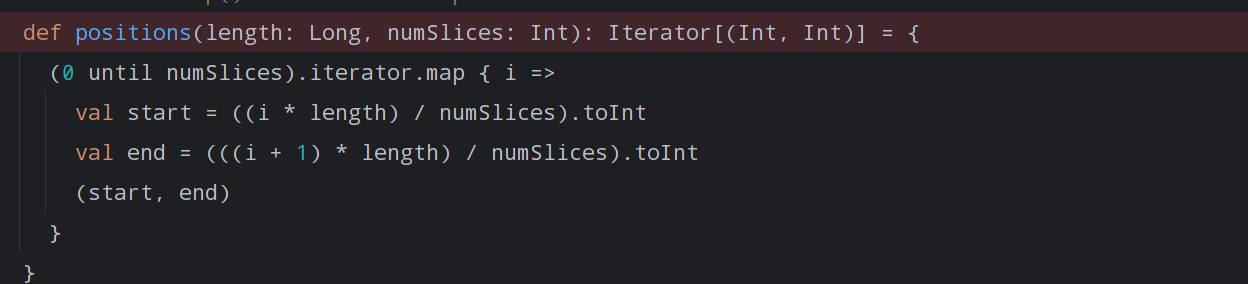 def positions(length: Long, numSlices: Int): Iterator[(Int, Int)] = {
  (0 until numSlices).iterator.map { i =>
    val start = ((i * length) / numSlices).toInt
    val end = (((i + 1) * length) / numSlices).toInt
    (start, end)
  }
}